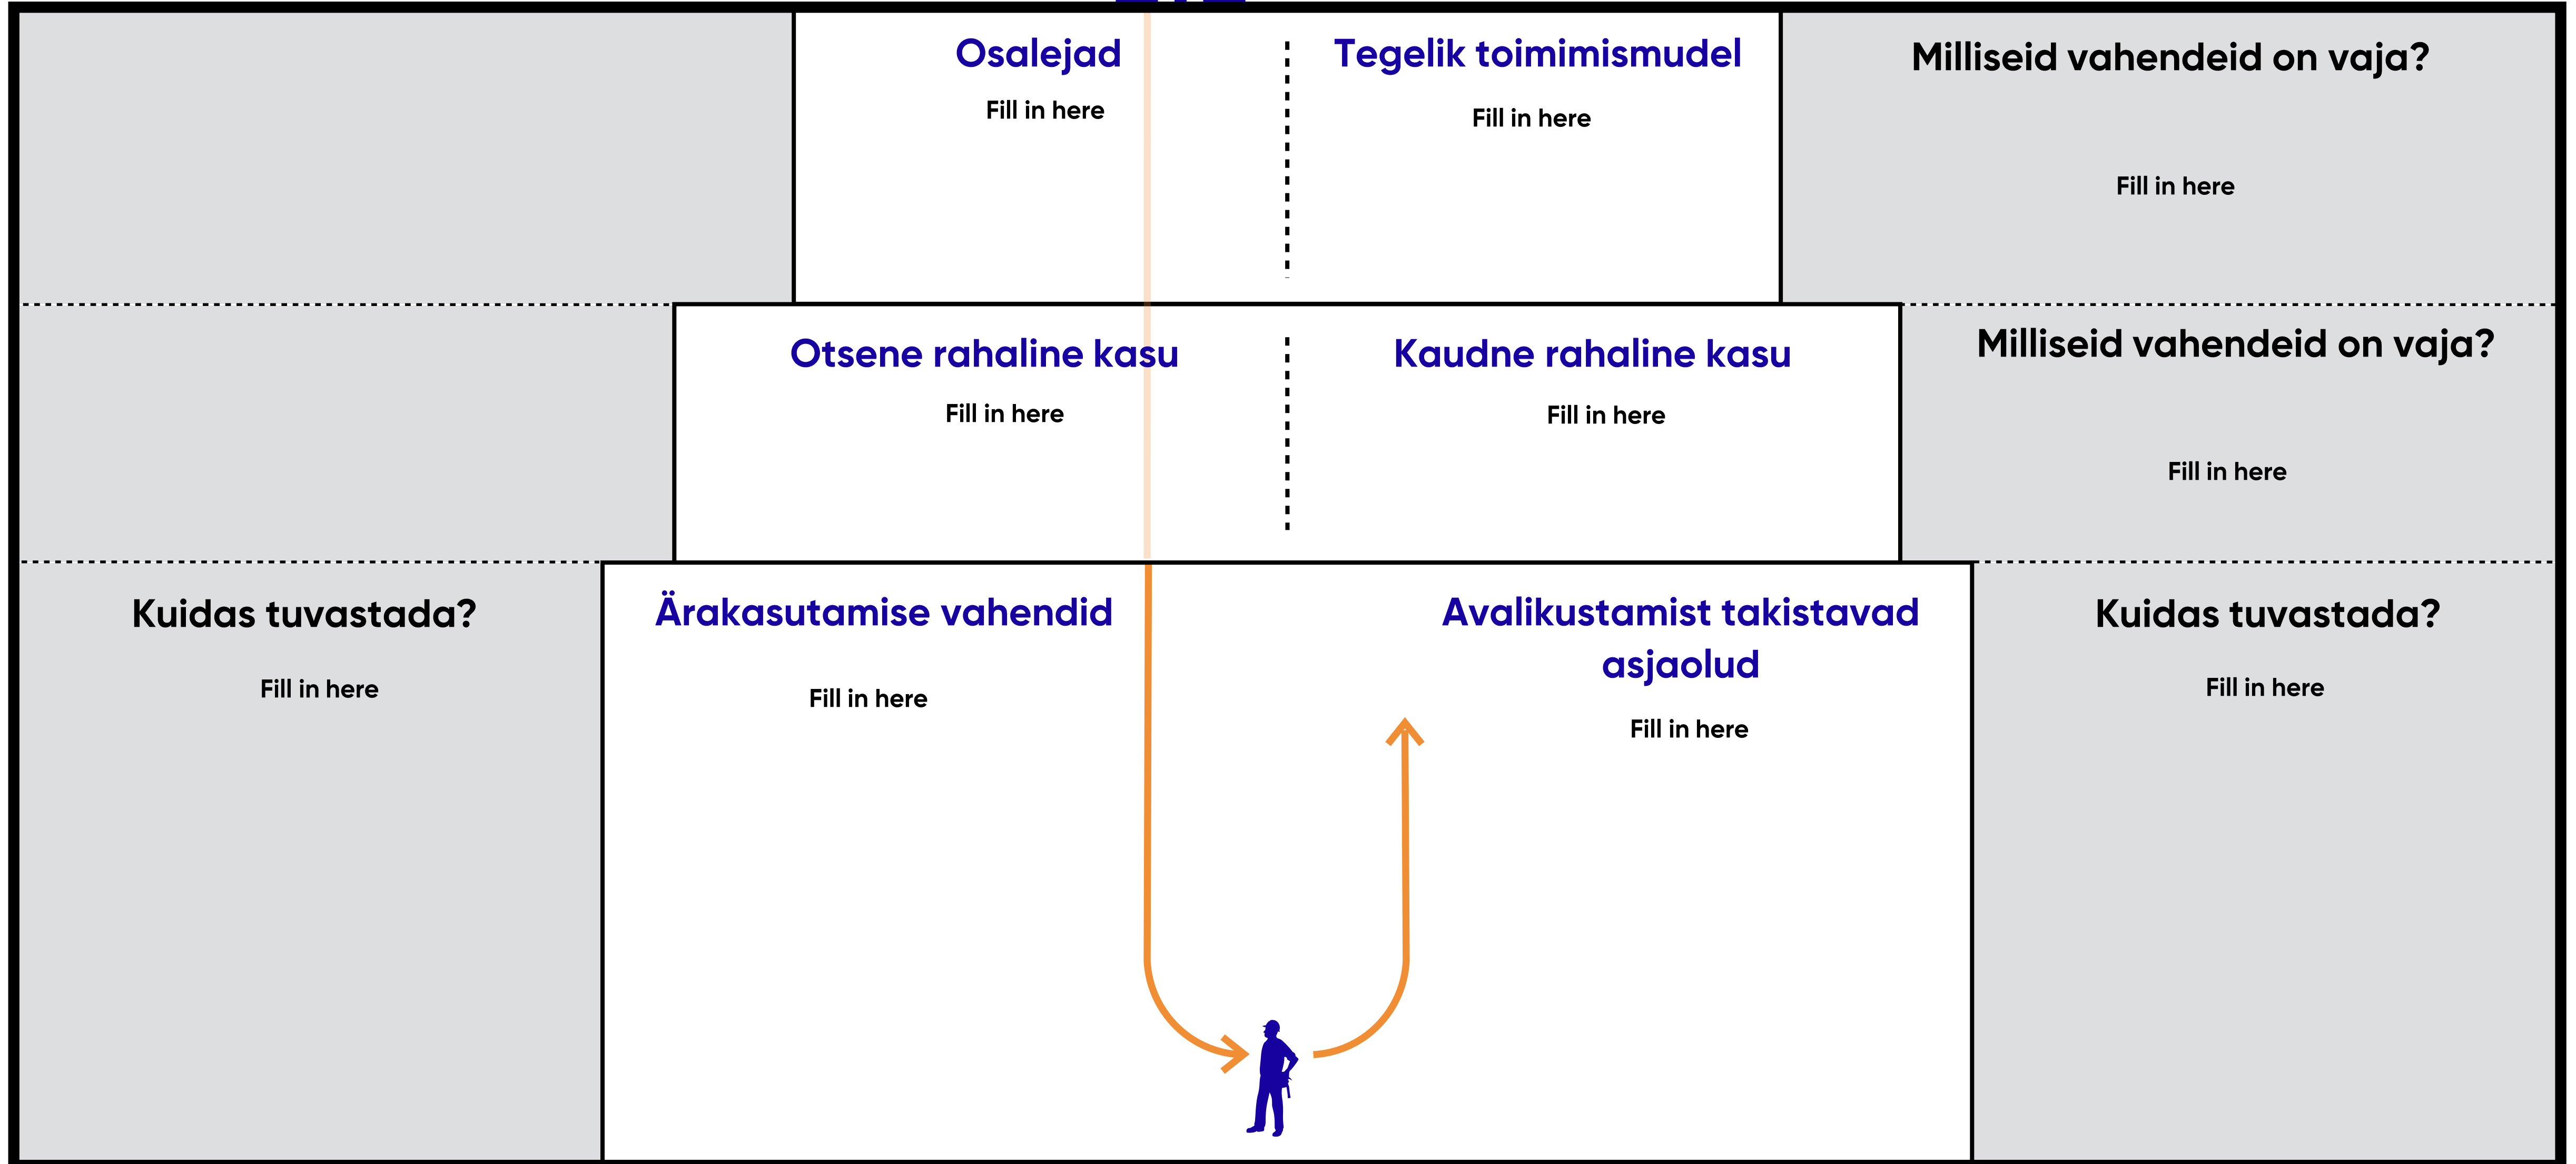 Osalejad
Fill in here
Tegelik toimimismudel
Fill in here
Milliseid vahendeid on vaja?
Fill in here
Otsene rahaline kasu
Fill in here
Kaudne rahaline kasu
Fill in here
Milliseid vahendeid on vaja?
Fill in here
Kuidas tuvastada?
Fill in here
Ärakasutamise vahendid
Fill in here
Avalikustamist takistavad
asjaolud
Fill in here
Kuidas tuvastada?
Fill in here